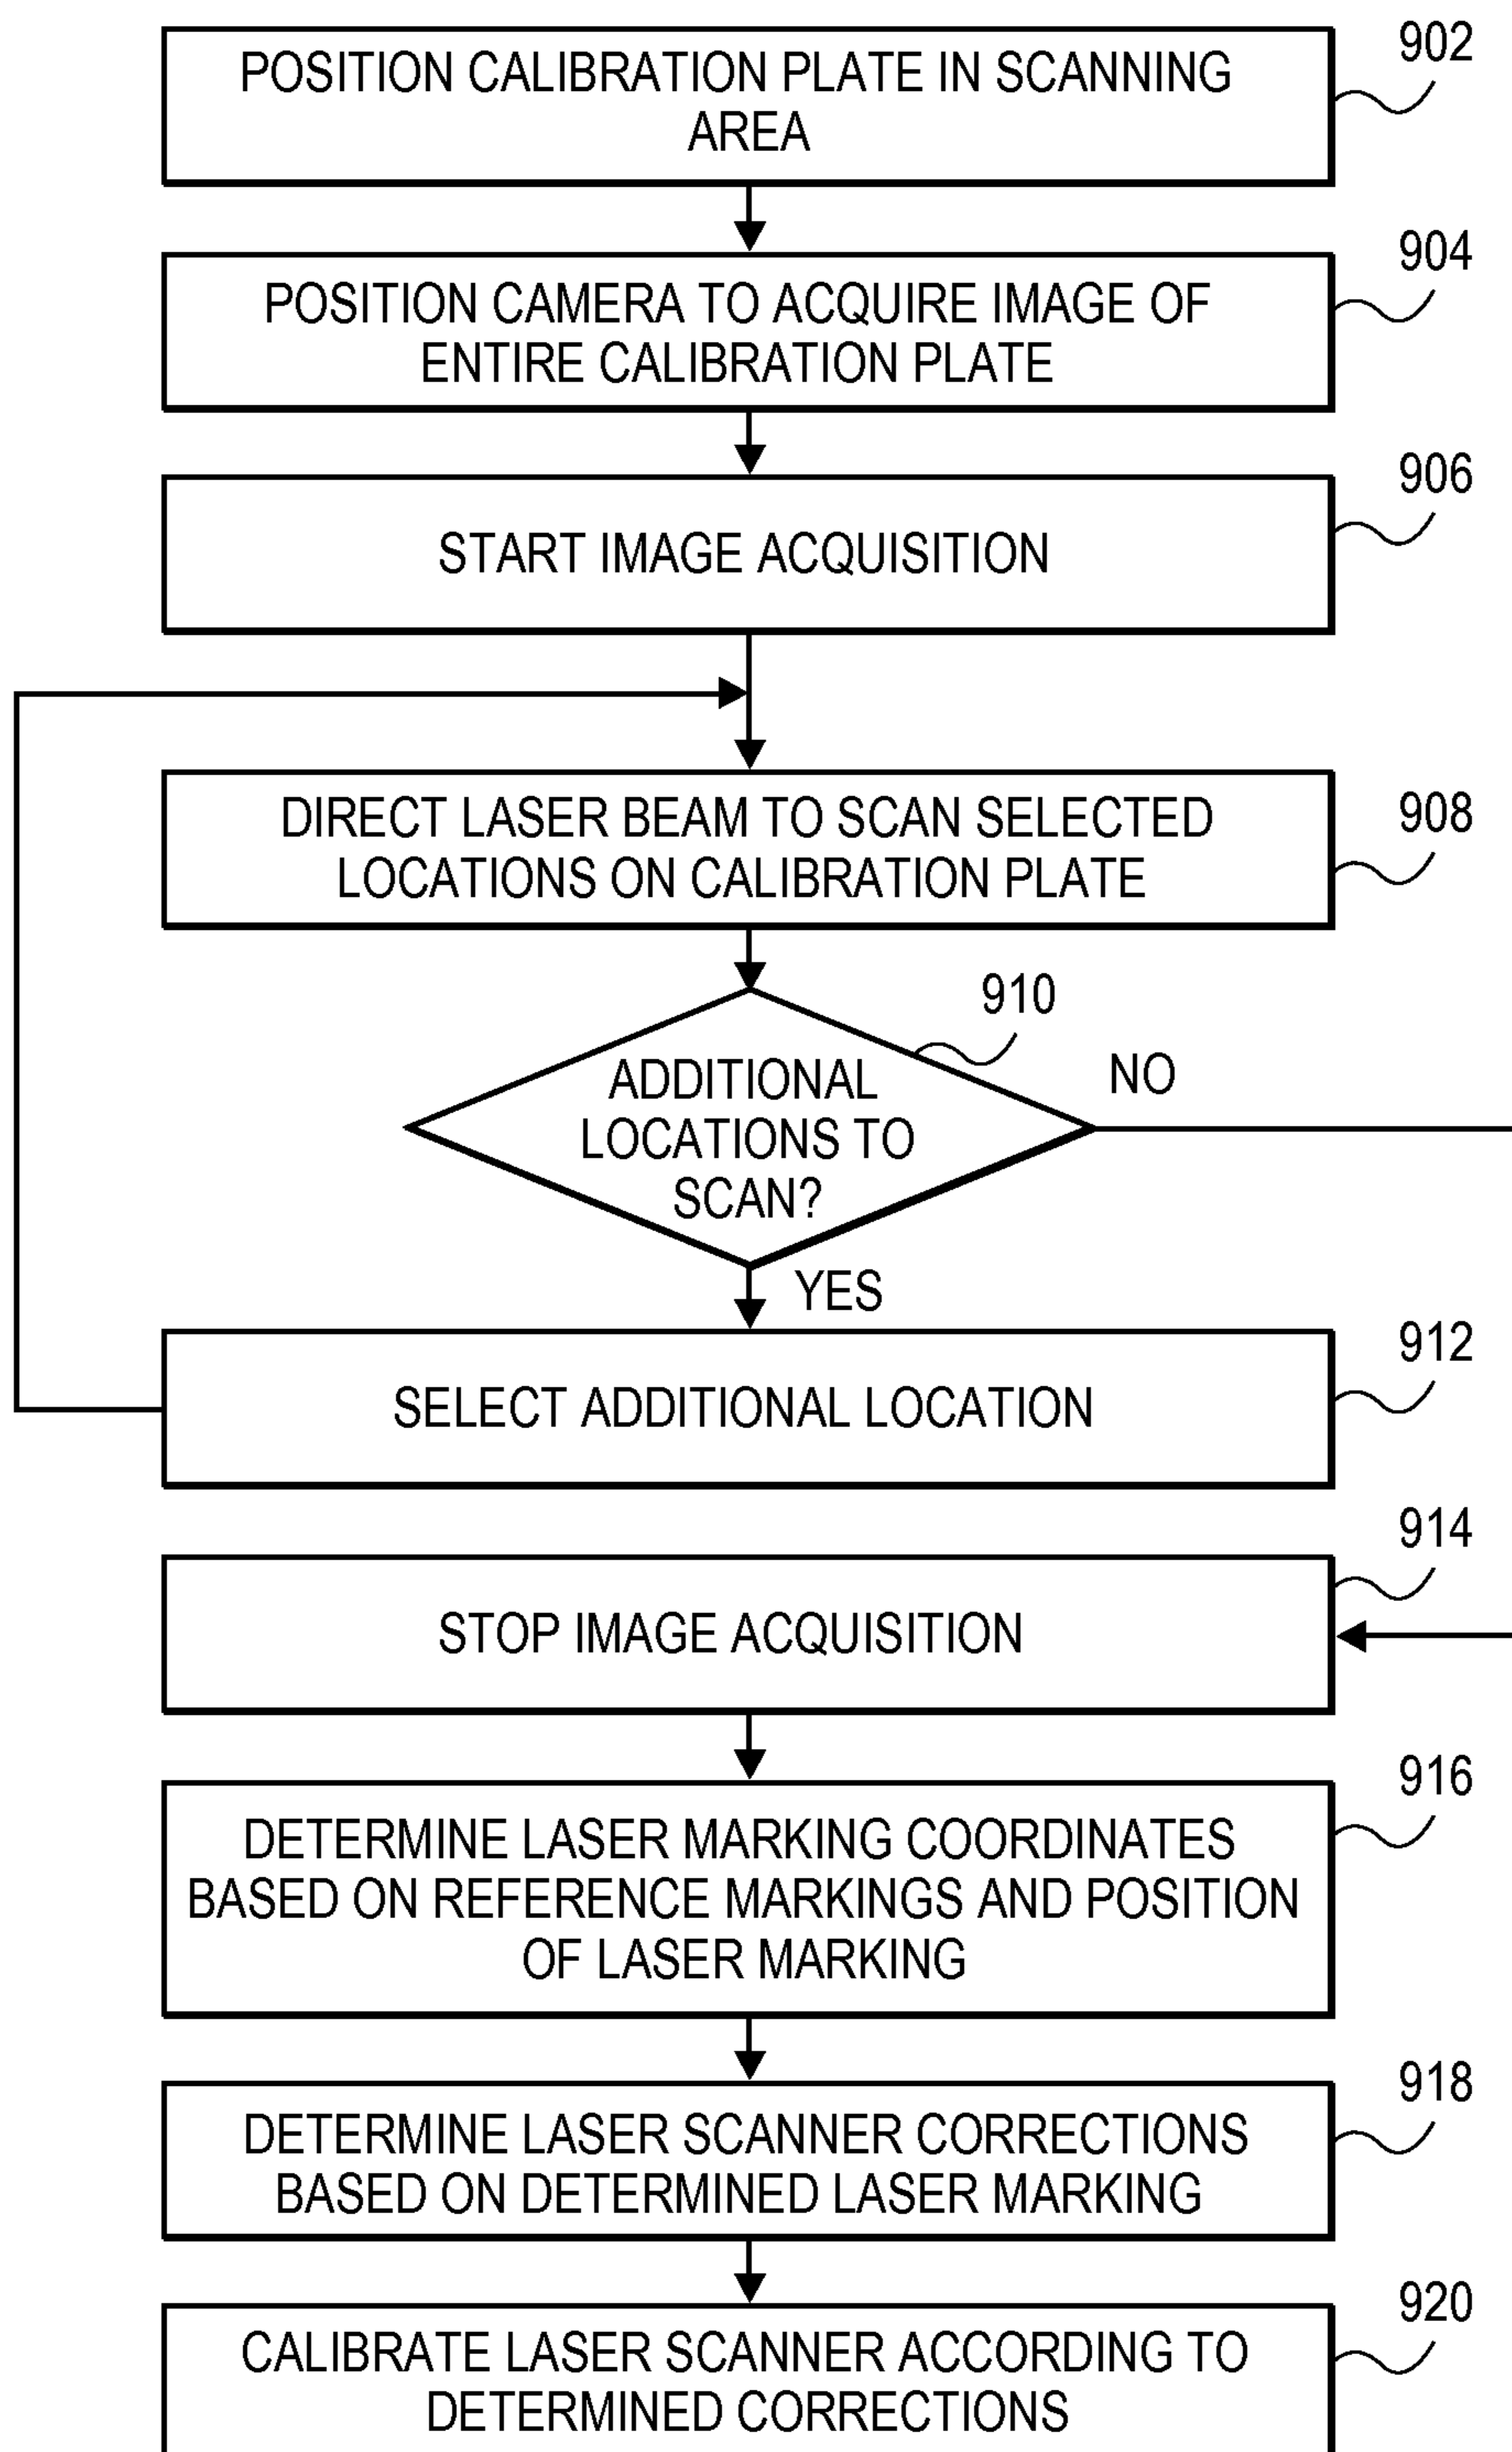 902
POSITION CALIBRATION PLATE IN SCANNING
AREA
904
POSITION CAMERA TO ACQUIRE IMAGE OF
ENTIRE CALIBRATION PLATE
906
START IMAGE ACQUISITION
908
DIRECT LASER BEAM TO SCAN SELECTED
LOCATIONS ON CALIBRATION PLATE
910
ADDITIONAL
LOCATIONS TO
SCAN?
NO
YES
912
SELECT ADDITIONAL LOCATION
914
STOP IMAGE ACQUISITION
916
DETERMINE LASER MARKING COORDINATES
BASED ON REFERENCE MARKINGS AND POSITION
OF LASER MARKING
918
DETERMINE LASER SCANNER CORRECTIONS
BASED ON DETERMINED LASER MARKING
920
CALIBRATE LASER SCANNER ACCORDING TO
DETERMINED CORRECTIONS